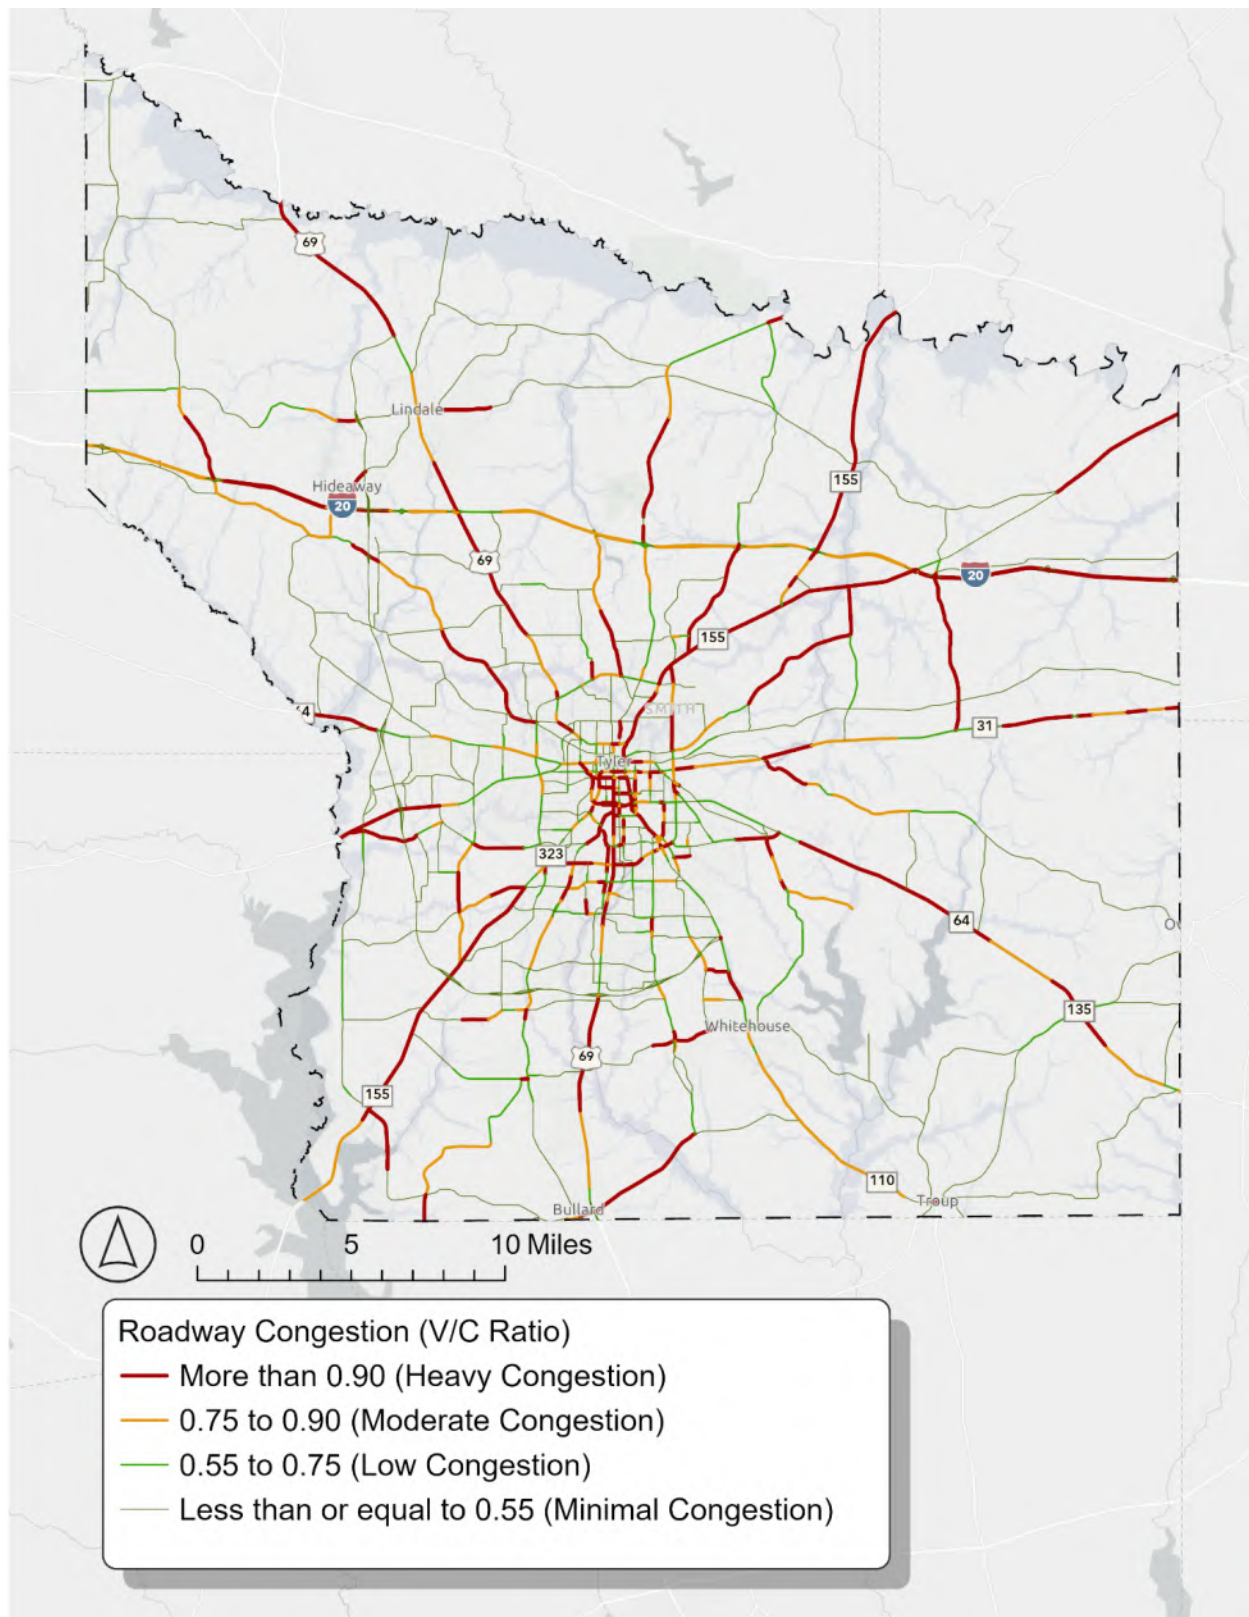 69
Lindale
155
Hideaway
20
69
20
155
SMITH
64
31
Tyler
323
64
135
Whitehouse
69
155
110
Troup
Bullard
0 5 10 Miles
Roadway Congestion (V/C Ratio)
More than 0.90 (Heavy Congestion)
0.75 to 0.90 (Moderate Congestion)
0.55 to 0.75 (Low Congestion)
Less than or equal to 0.55 (Minimal Congestion)